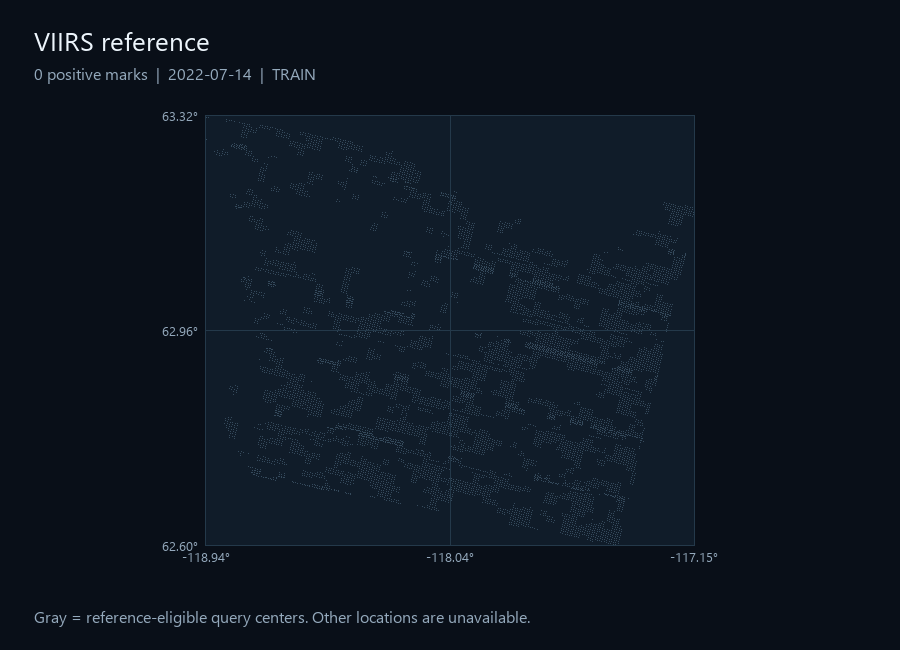 VIIRS reference
0 positive marks | 2022-07-14 | TRAIN
63.32°
62.96°
62.60°
-118.94°
-118.04°
-117.15°
Gray = reference-eligible query centers. Other locations are unavailable.